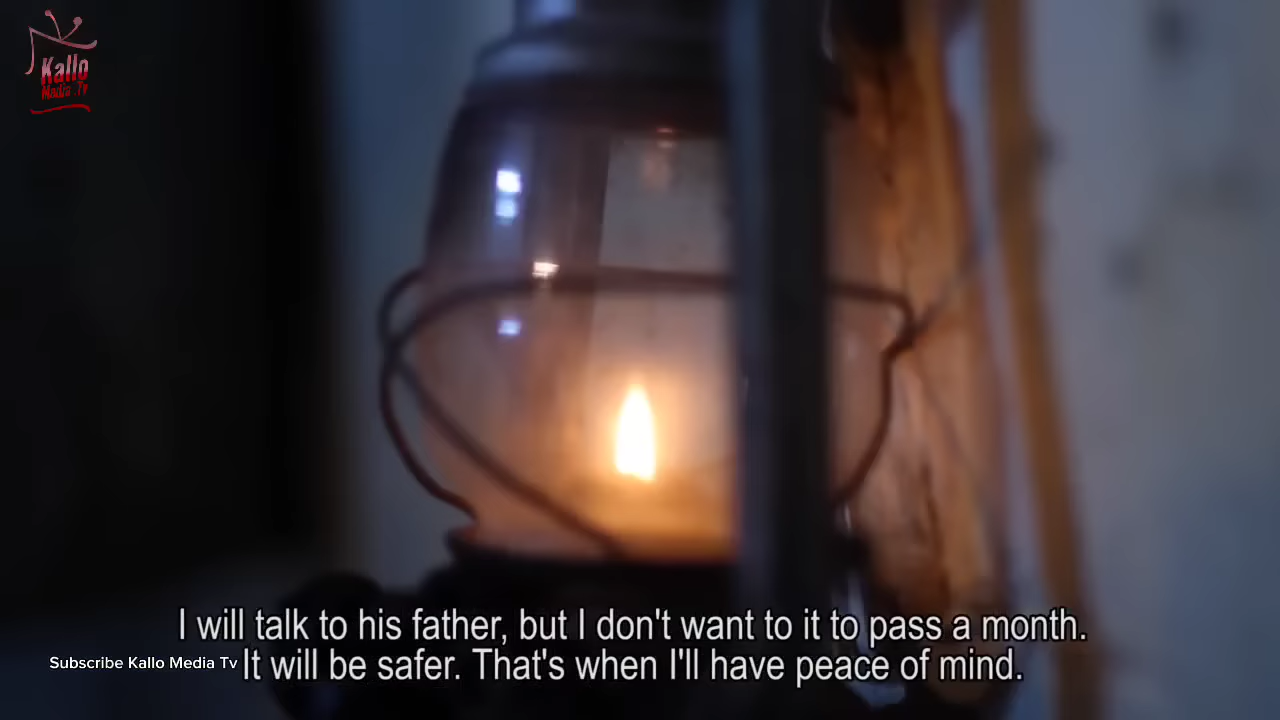 Kallo
Media .Tv
I will talk to his father, but I don't want to it to pass a month.
Subscribe Kallo Media Tv
It will be safer. That's when I'll have peace of mind.